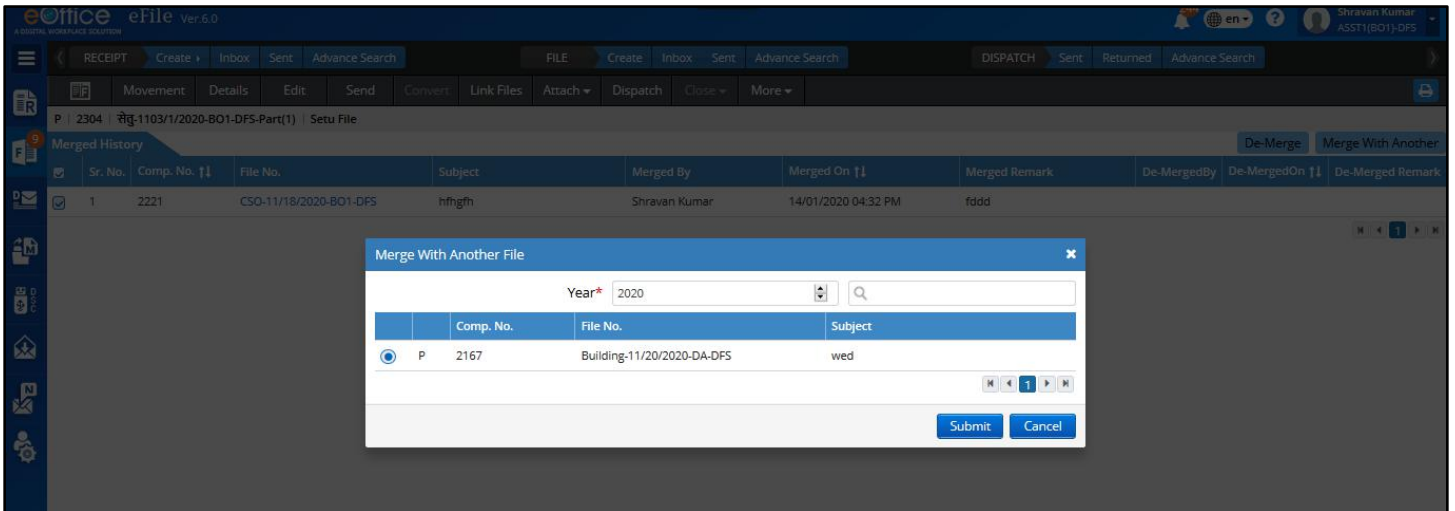 eOffice eFile Ver.6.0
A DIGITAL WORKPLACE SOLUTION
en
Shravan Kumar
ASST1(BO1)-DFS
RECEIPT Create Inbox Sent Advance Search FILE Create Inbox Sent Advance Search DISPATCH Sent Returned Advance Search
Movement Details Edit Send Convert Link Files Attach Dispatch Close More
P | 2304 | सेतु-1103/1/2020-BO1-DFS-Part(1) | Setu File
9
Merged History De-Merge Merge With Another
Sr. No. Comp. No. File No. Subject Merged By Merged On Merged Remark De-MergedBy De-MergedOn De-Merged Remark
1 2221 CSO-11/18/2020-BO1-DFS hfhgfh Shravan Kumar 14/01/2020 04:32 PM fddd
1
Merge With Another File
Year* 2020
Comp. No. File No. Subject
P 2167 Building-11/20/2020-DA-DFS wed
1
Submit Cancel
R
F
D
M
DSC
N